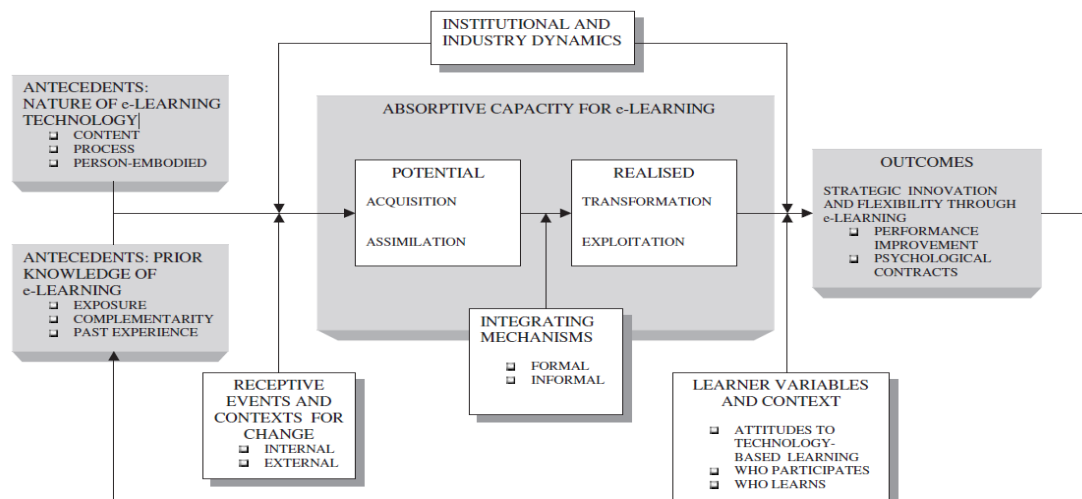 INSTITUTIONAL AND
INDUSTRY DYNAMICS
ANTECEDENTS:
NATURE OF e-LEARNING
TECHNOLOGY
CONTENT
PROCESS
PERSON-EMBODIED
ABSORPTIVE CAPACITY FOR e-LEARNING
POTENTIAL
ACQUISITION
ASSIMILATION
REALISED
TRANSFORMATION
EXPLOITATION
OUTCOMES
STRATEGIC INNOVATION
AND FLEXIBILITY THROUGH
e-LEARNING
PERFORMANCE
IMPROVEMENT
PSYCHOLOGICAL
CONTRACTS
ANTECEDENTS: PRIOR
KNOWLEDGE OF
e-LEARNING
EXPOSURE
COMPLEMENTARITY
PAST EXPERIENCE
INTEGRATING
MECHANISMS
FORMAL
INFORMAL
RECEPTIVE
EVENTS AND
CONTEXTS FOR
CHANGE
INTERNAL
EXTERNAL
LEARNER VARIABLES
AND CONTEXT
ATTITUDES TO
TECHNOLOGY-
BASED LEARNING
WHO PARTICIPATES
WHO LEARNS